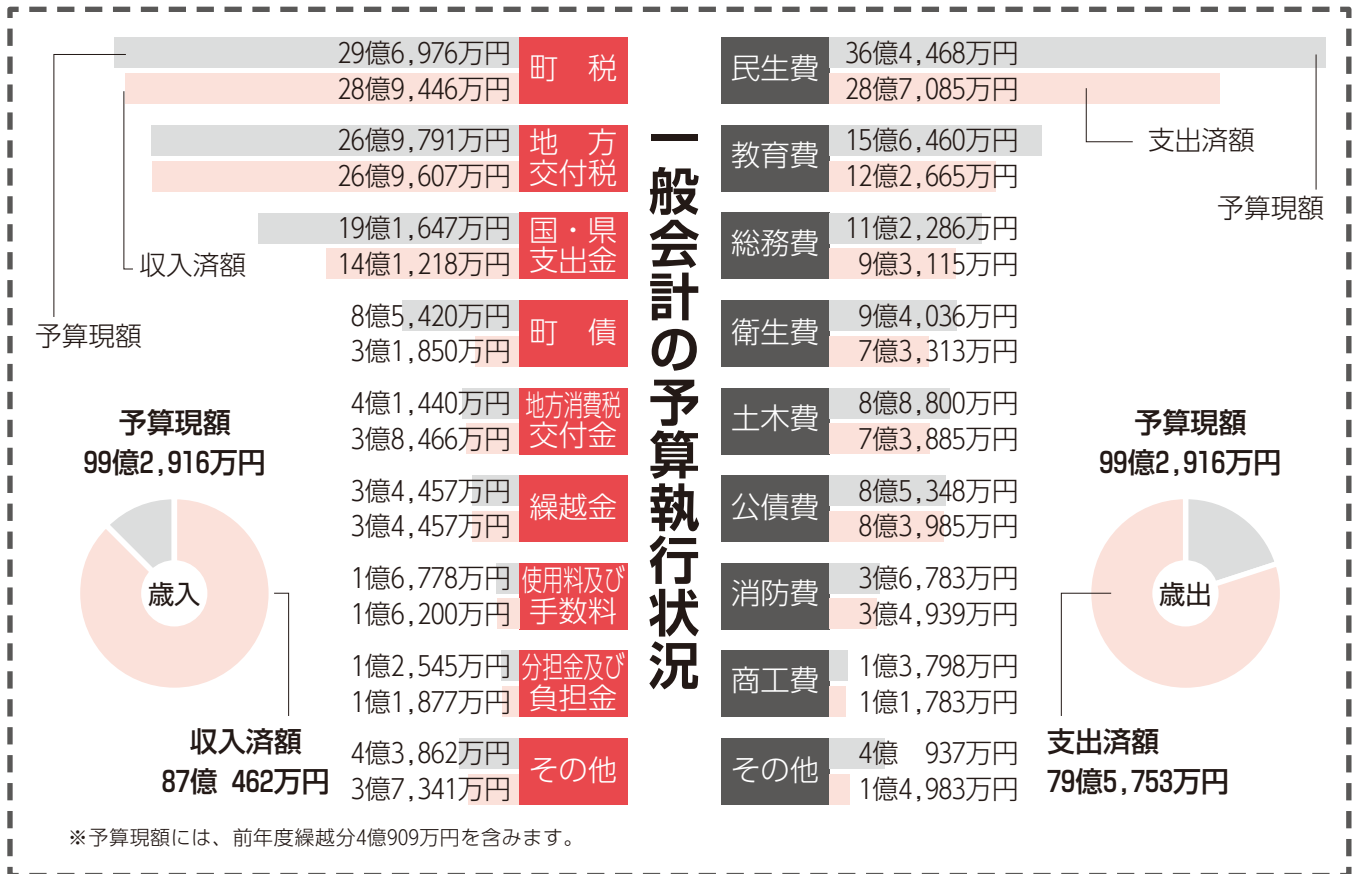 一般会計の予算執行状況
29億6,976万円
28億9,446万円
町 税
26億9,791万円
26億9,607万円
地 方
交付税
19億1,647万円
14億1,218万円
国・県
支出金
収入済額
予算現額
8億5,420万円
3億1,850万円
町 債
4億1,440万円
3億8,466万円
地方消費税
交付金
3億4,457万円
3億4,457万円
繰越金
1億6,778万円
1億6,200万円
使用料及び
手数料
1億2,545万円
1億1,877万円
分担金及び
負担金
4億3,862万円
3億7,341万円
その他
予算現額
99億2,916万円
歳入
収入済額
87億 462万円
民生費
36億4,468万円
28億7,085万円
支出済額
予算現額
教育費
15億6,460万円
12億2,665万円
総務費
11億2,286万円
9億3,115万円
衛生費
9億4,036万円
7億3,313万円
土木費
8億8,800万円
7億3,885万円
公債費
8億5,348万円
8億3,985万円
消防費
3億6,783万円
3億4,939万円
商工費
1億3,798万円
1億1,783万円
その他
4億 937万円
1億4,983万円
予算現額
99億2,916万円
歳出
支出済額
79億5,753万円
※予算現額には、前年度繰越分4億909万円を含みます。